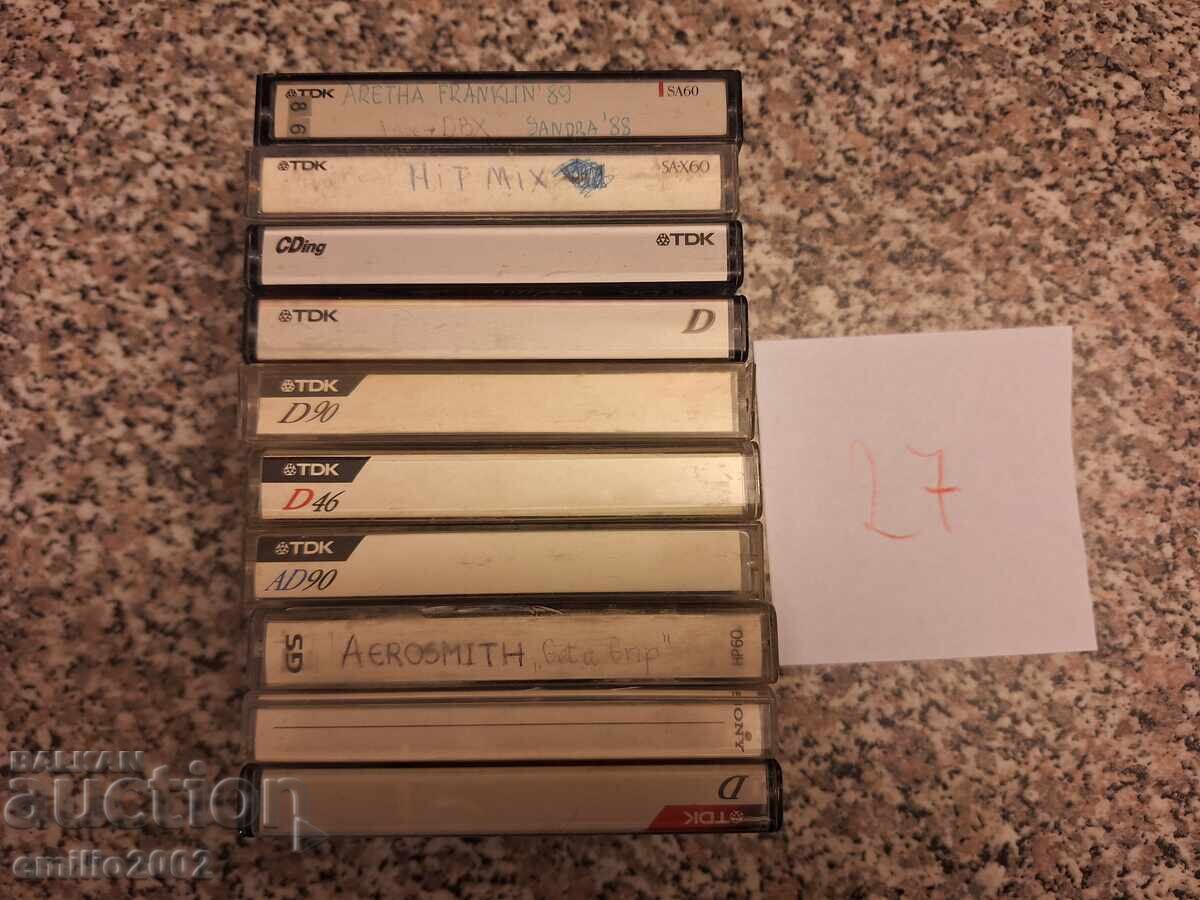 TDK ARETHA FRANKLIN'89 SA60
86 DBX SANDRA'88
TDK HIT MIX SA-X60
CDing TDK
TDK D
TDK
D90
TDK
D46
TDK
AD90
GS AEROSMITH „Get a Grip" HP60
SONY
D
TDK
27
BALKAN
auction
emilio2002